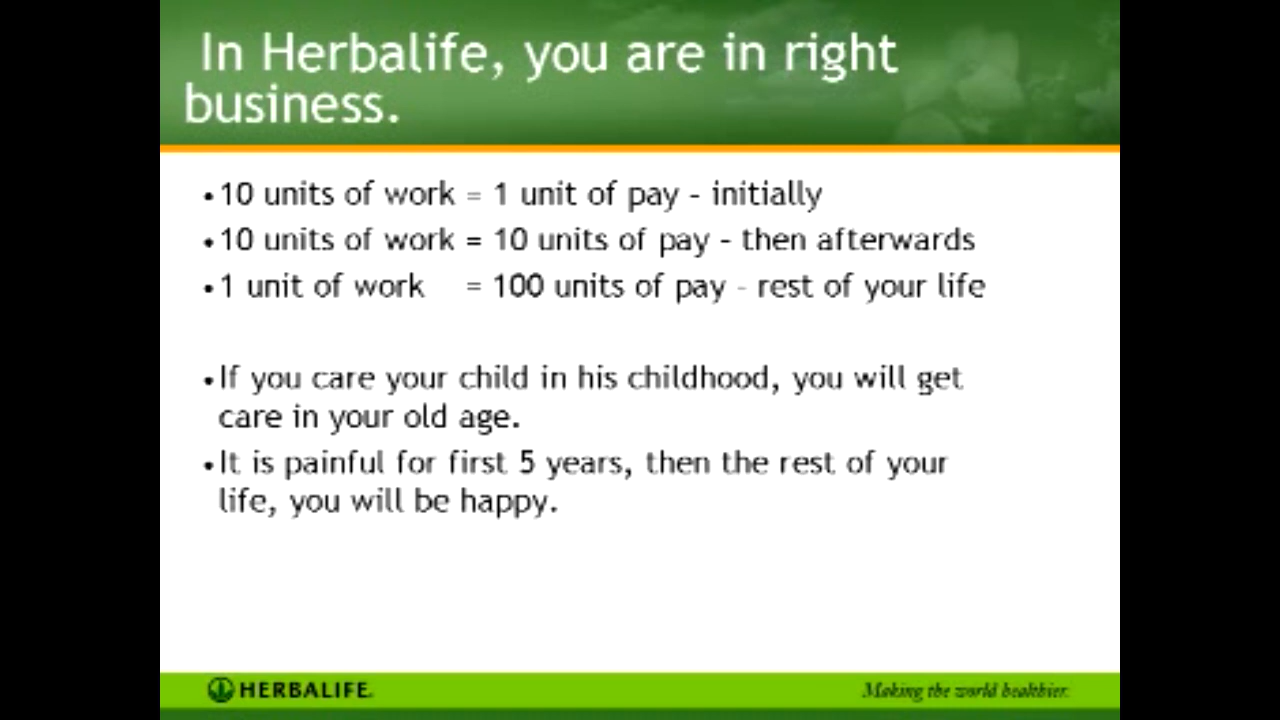 In Herbalife, you are in right
business.
•10 units of work = 1 unit of pay – initially
•10 units of work = 10 units of pay – then afterwards
•1 unit of work = 100 units of pay – rest of your life
•If you care your child in his childhood, you will get
care in your old age.
•It is painful for first 5 years, then the rest of your
life, you will be happy.
HERBALIFE. Making the world healthier.